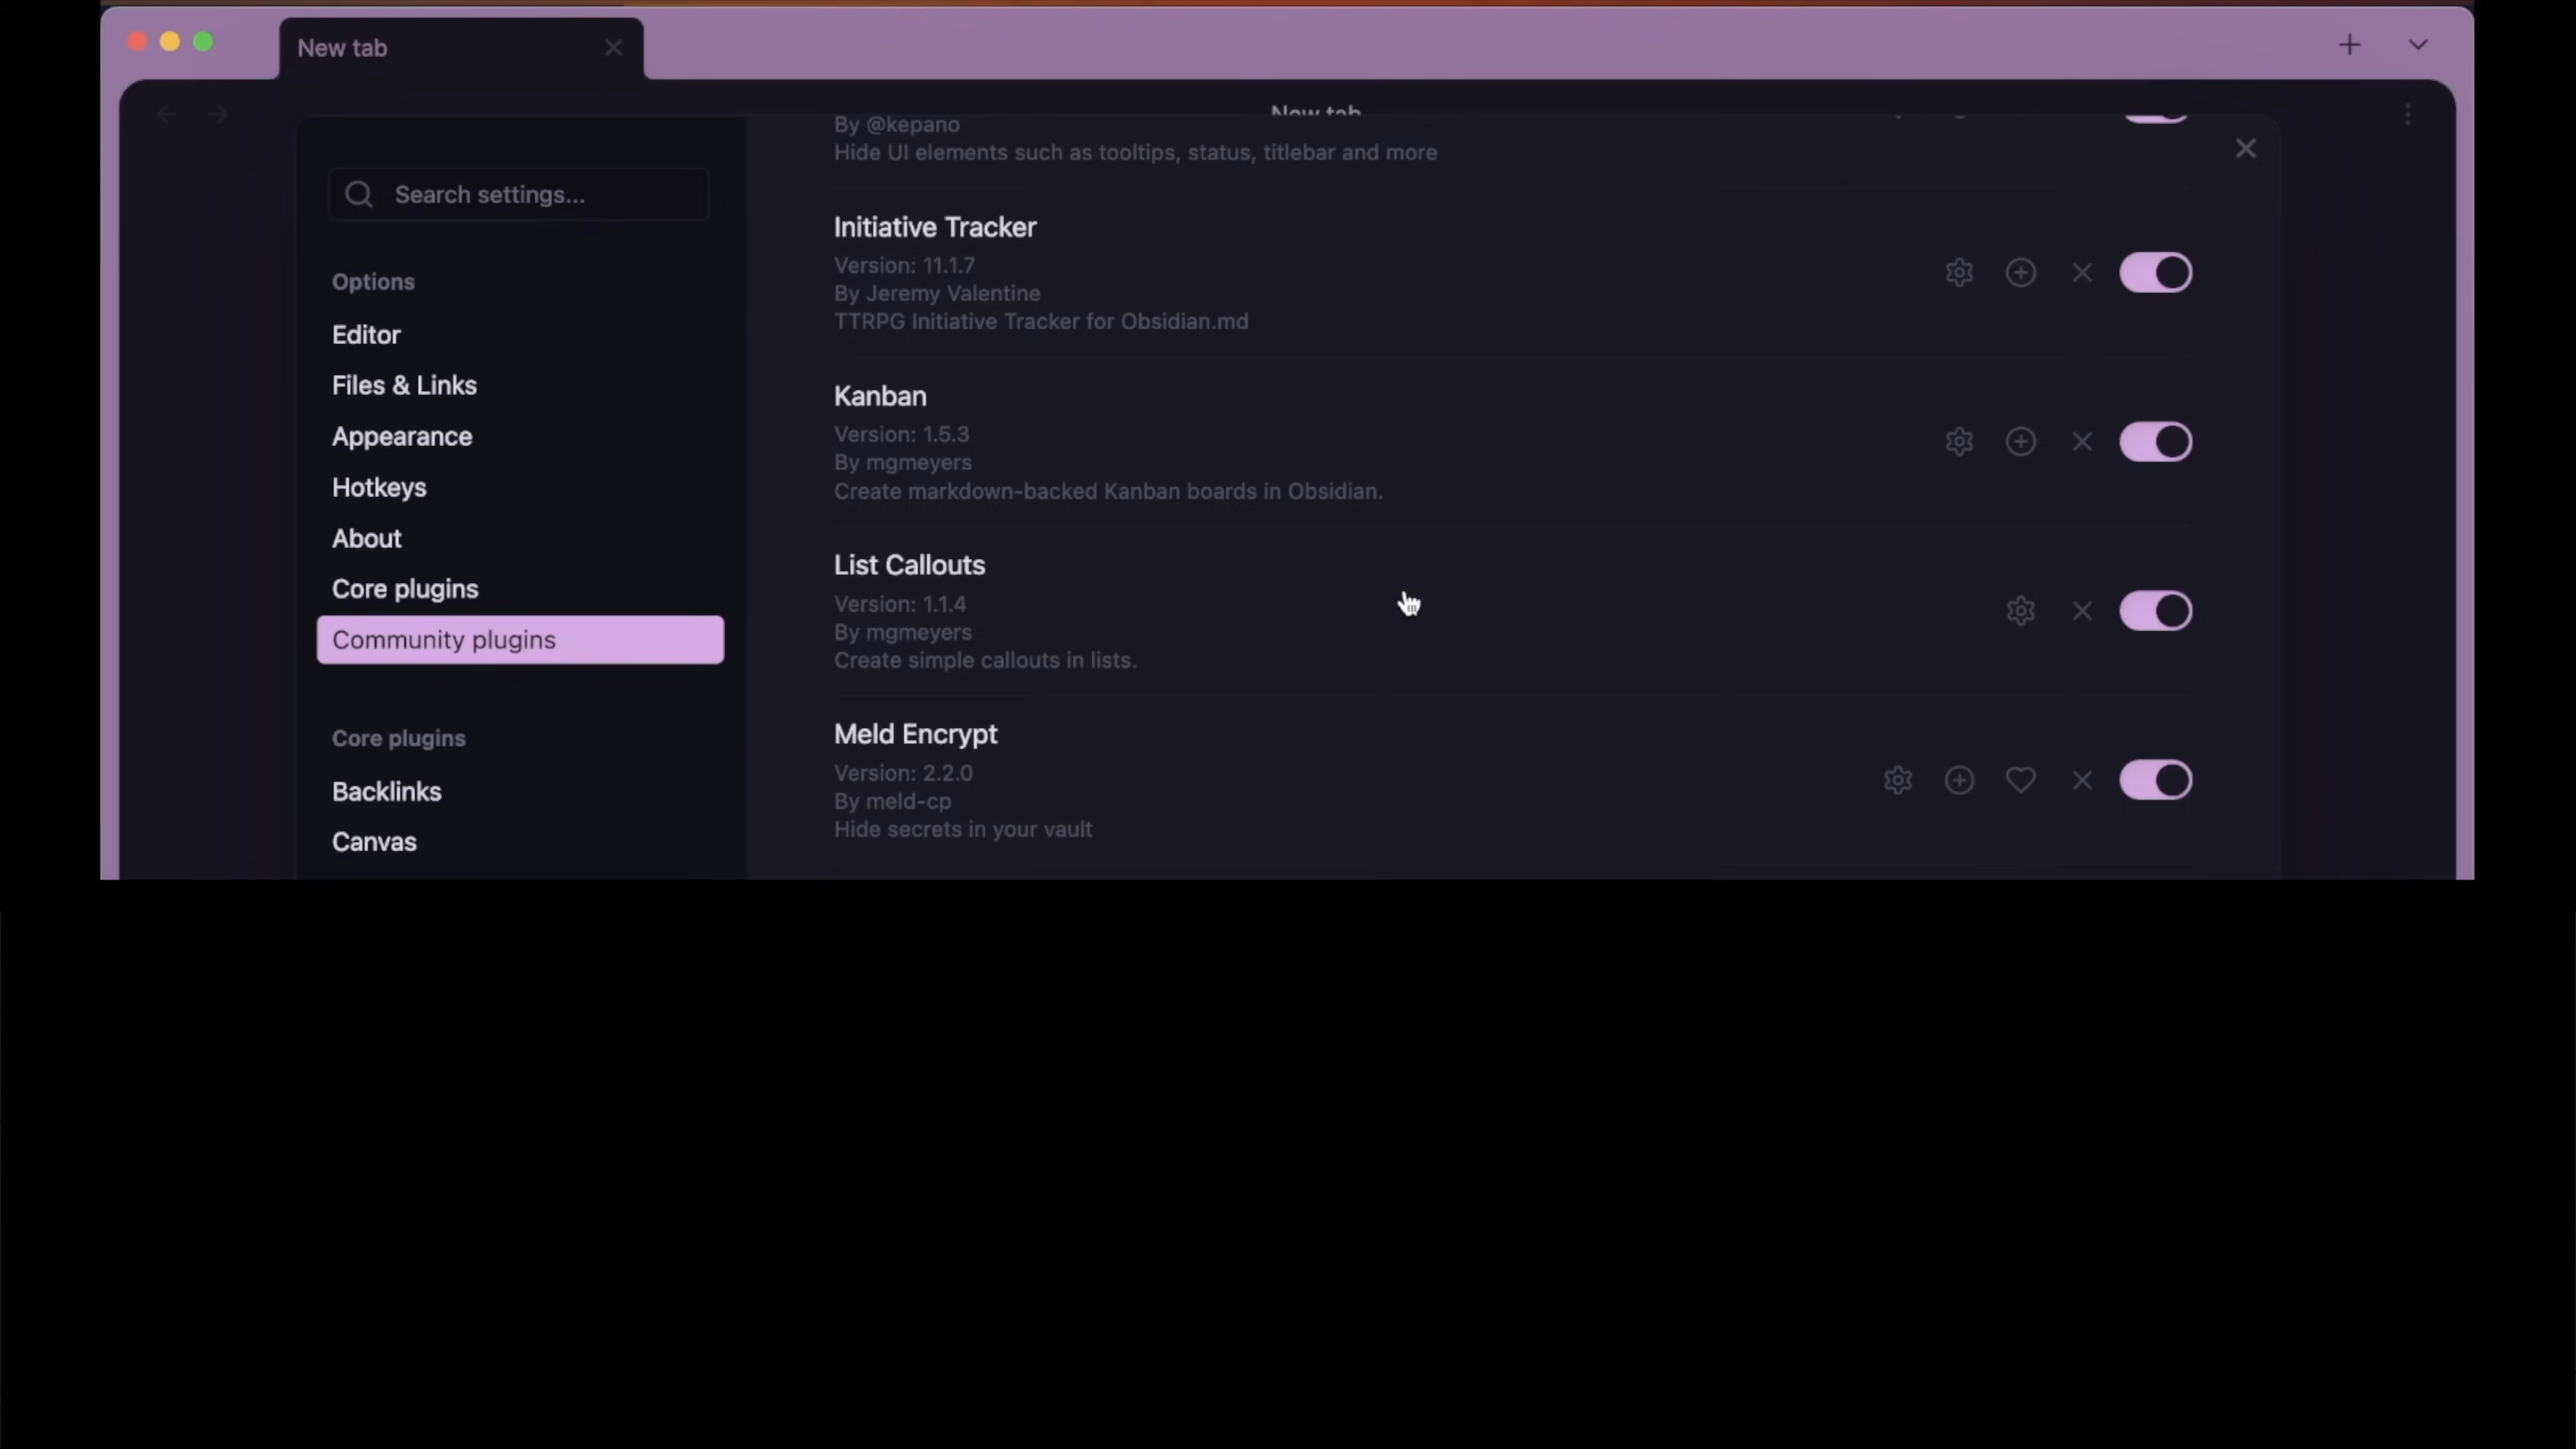 New tab
New tab
Search settings...
Options
Editor
Files & Links
Appearance
Hotkeys
About
Core plugins
Community plugins
Core plugins
Backlinks
Canvas
By @kepano
Hide UI elements such as tooltips, status, titlebar and more
Initiative Tracker
Version: 11.1.7
By Jeremy Valentine
TTRPG Initiative Tracker for Obsidian.md
Kanban
Version: 1.5.3
By mgmeyers
Create markdown-backed Kanban boards in Obsidian.
List Callouts
Version: 1.1.4
By mgmeyers
Create simple callouts in lists.
Meld Encrypt
Version: 2.2.0
By meld-cp
Hide secrets in your vault